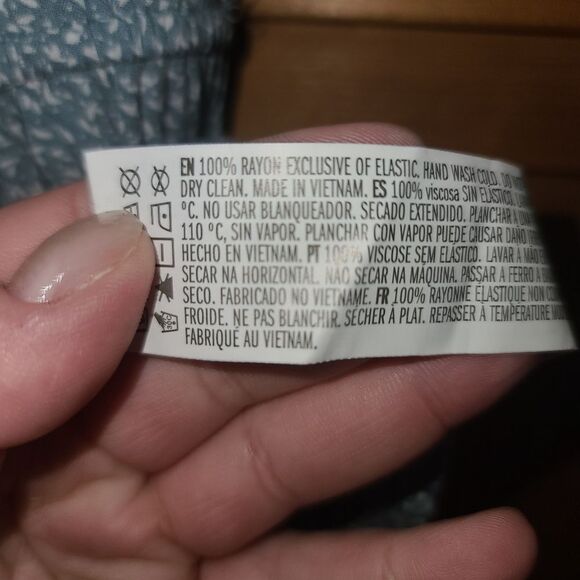 EN 100% RAYON EXCLUSIVE OF ELASTIC. HAND WASH COLD. DO
DRY CLEAN. MADE IN VIETNAM. ES 100% viscosa SIN ELASTICO.
°C. NO USAR BLANQUEADOR. SECADO EXTENDIDO. PLANCHAR A
110 °C, SIN VAPOR. PLANCHAR CON VAPOR PUEDE CAUSAR DAÑO
HECHO EN VIETNAM. PT 100% VISCOSE SEM ELÁSTICO. LAVAR A MÃO
SECAR NA HORIZONTAL. NÃO SECAR NA MÁQUINA. PASSAR A FERRO A
SECO. FABRICADO NO VIETNAME. FR 100% RAYONNE ÉLASTIQUE NON
FROIDE. NE PAS BLANCHIR. SÉCHER À PLAT. REPASSER À TEMPÉRATURE
FABRIQUÉ AU VIETNAM.